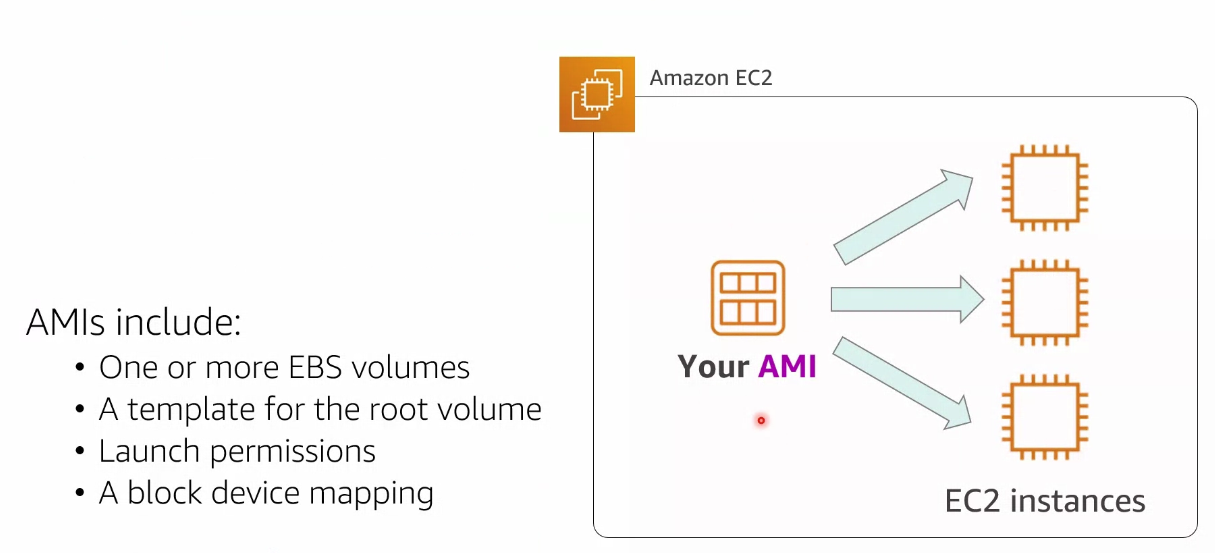 Amazon EC2
AMIs include:
• One or more EBS volumes
• A template for the root volume
• Launch permissions
• A block device mapping
Your AMI
EC2 instances